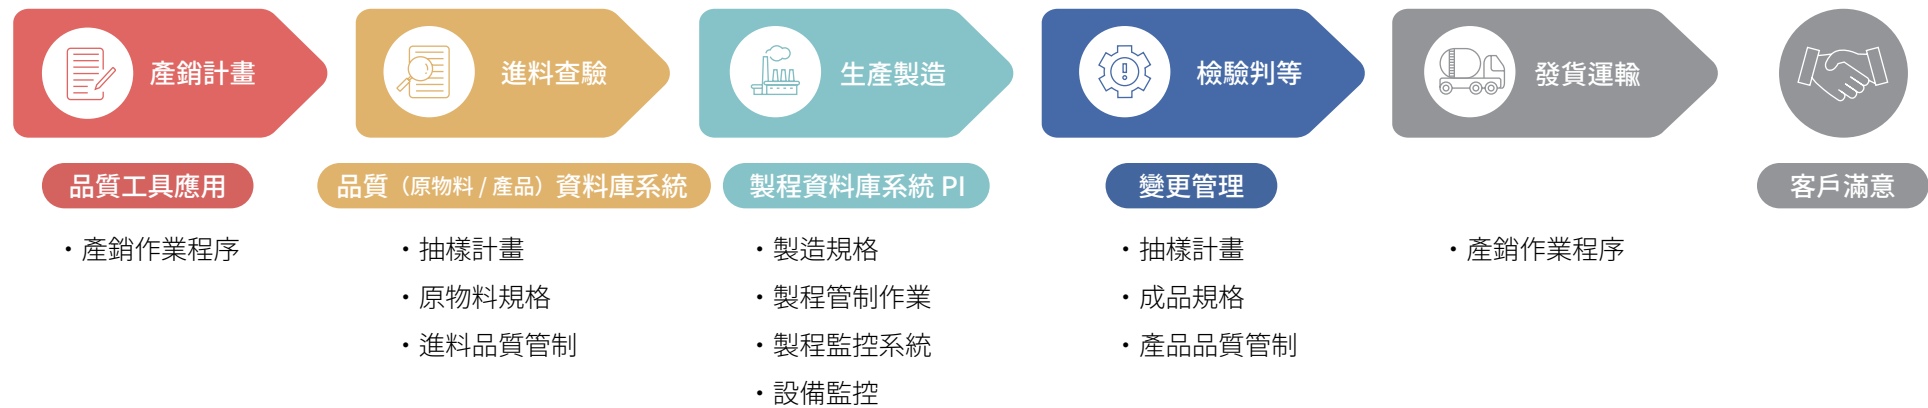 產銷計畫
進料查驗
生產製造
檢驗判等
發貨運輸
品質工具應用
品質（原物料 / 產品）資料庫系統
製程資料庫系統 PI
變更管理
客戶滿意
・產銷作業程序
・抽樣計畫
・原物料規格
・進料品質管制
・製造規格
・製程管制作業
・製程監控系統
・設備監控
・抽樣計畫
・成品規格
・產品品質管制
・產銷作業程序